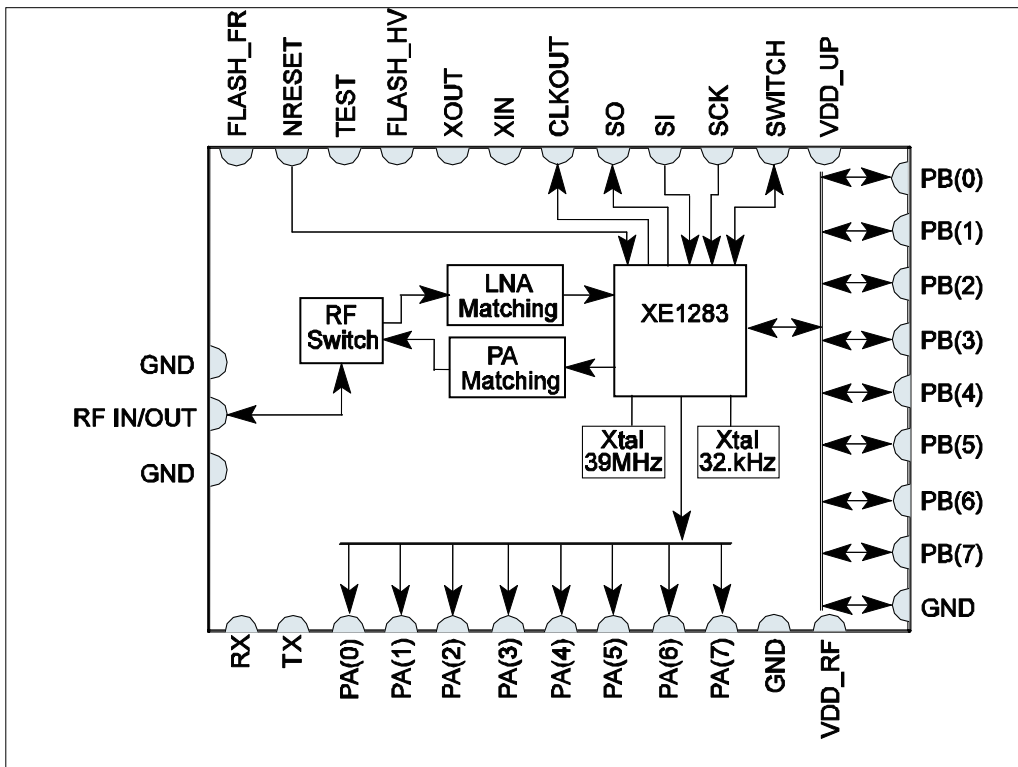 FLASH_FR
NRESET
TEST
FLASH_HV
XOUT
XIN
CLKOUT
SO
SI
SCK
SWITCH
VDD_UP
PB(0)
PB(1)
PB(2)
PB(3)
PB(4)
PB(5)
PB(6)
PB(7)
GND
LNA
Matching
XE1283
RF
Switch
PA
Matching
GND
RF IN/OUT
GND
Xtal
39MHz
Xtal
32.kHz
RX
TX
PA(0)
PA(1)
PA(2)
PA(3)
PA(4)
PA(5)
PA(6)
PA(7)
GND
VDD_RF